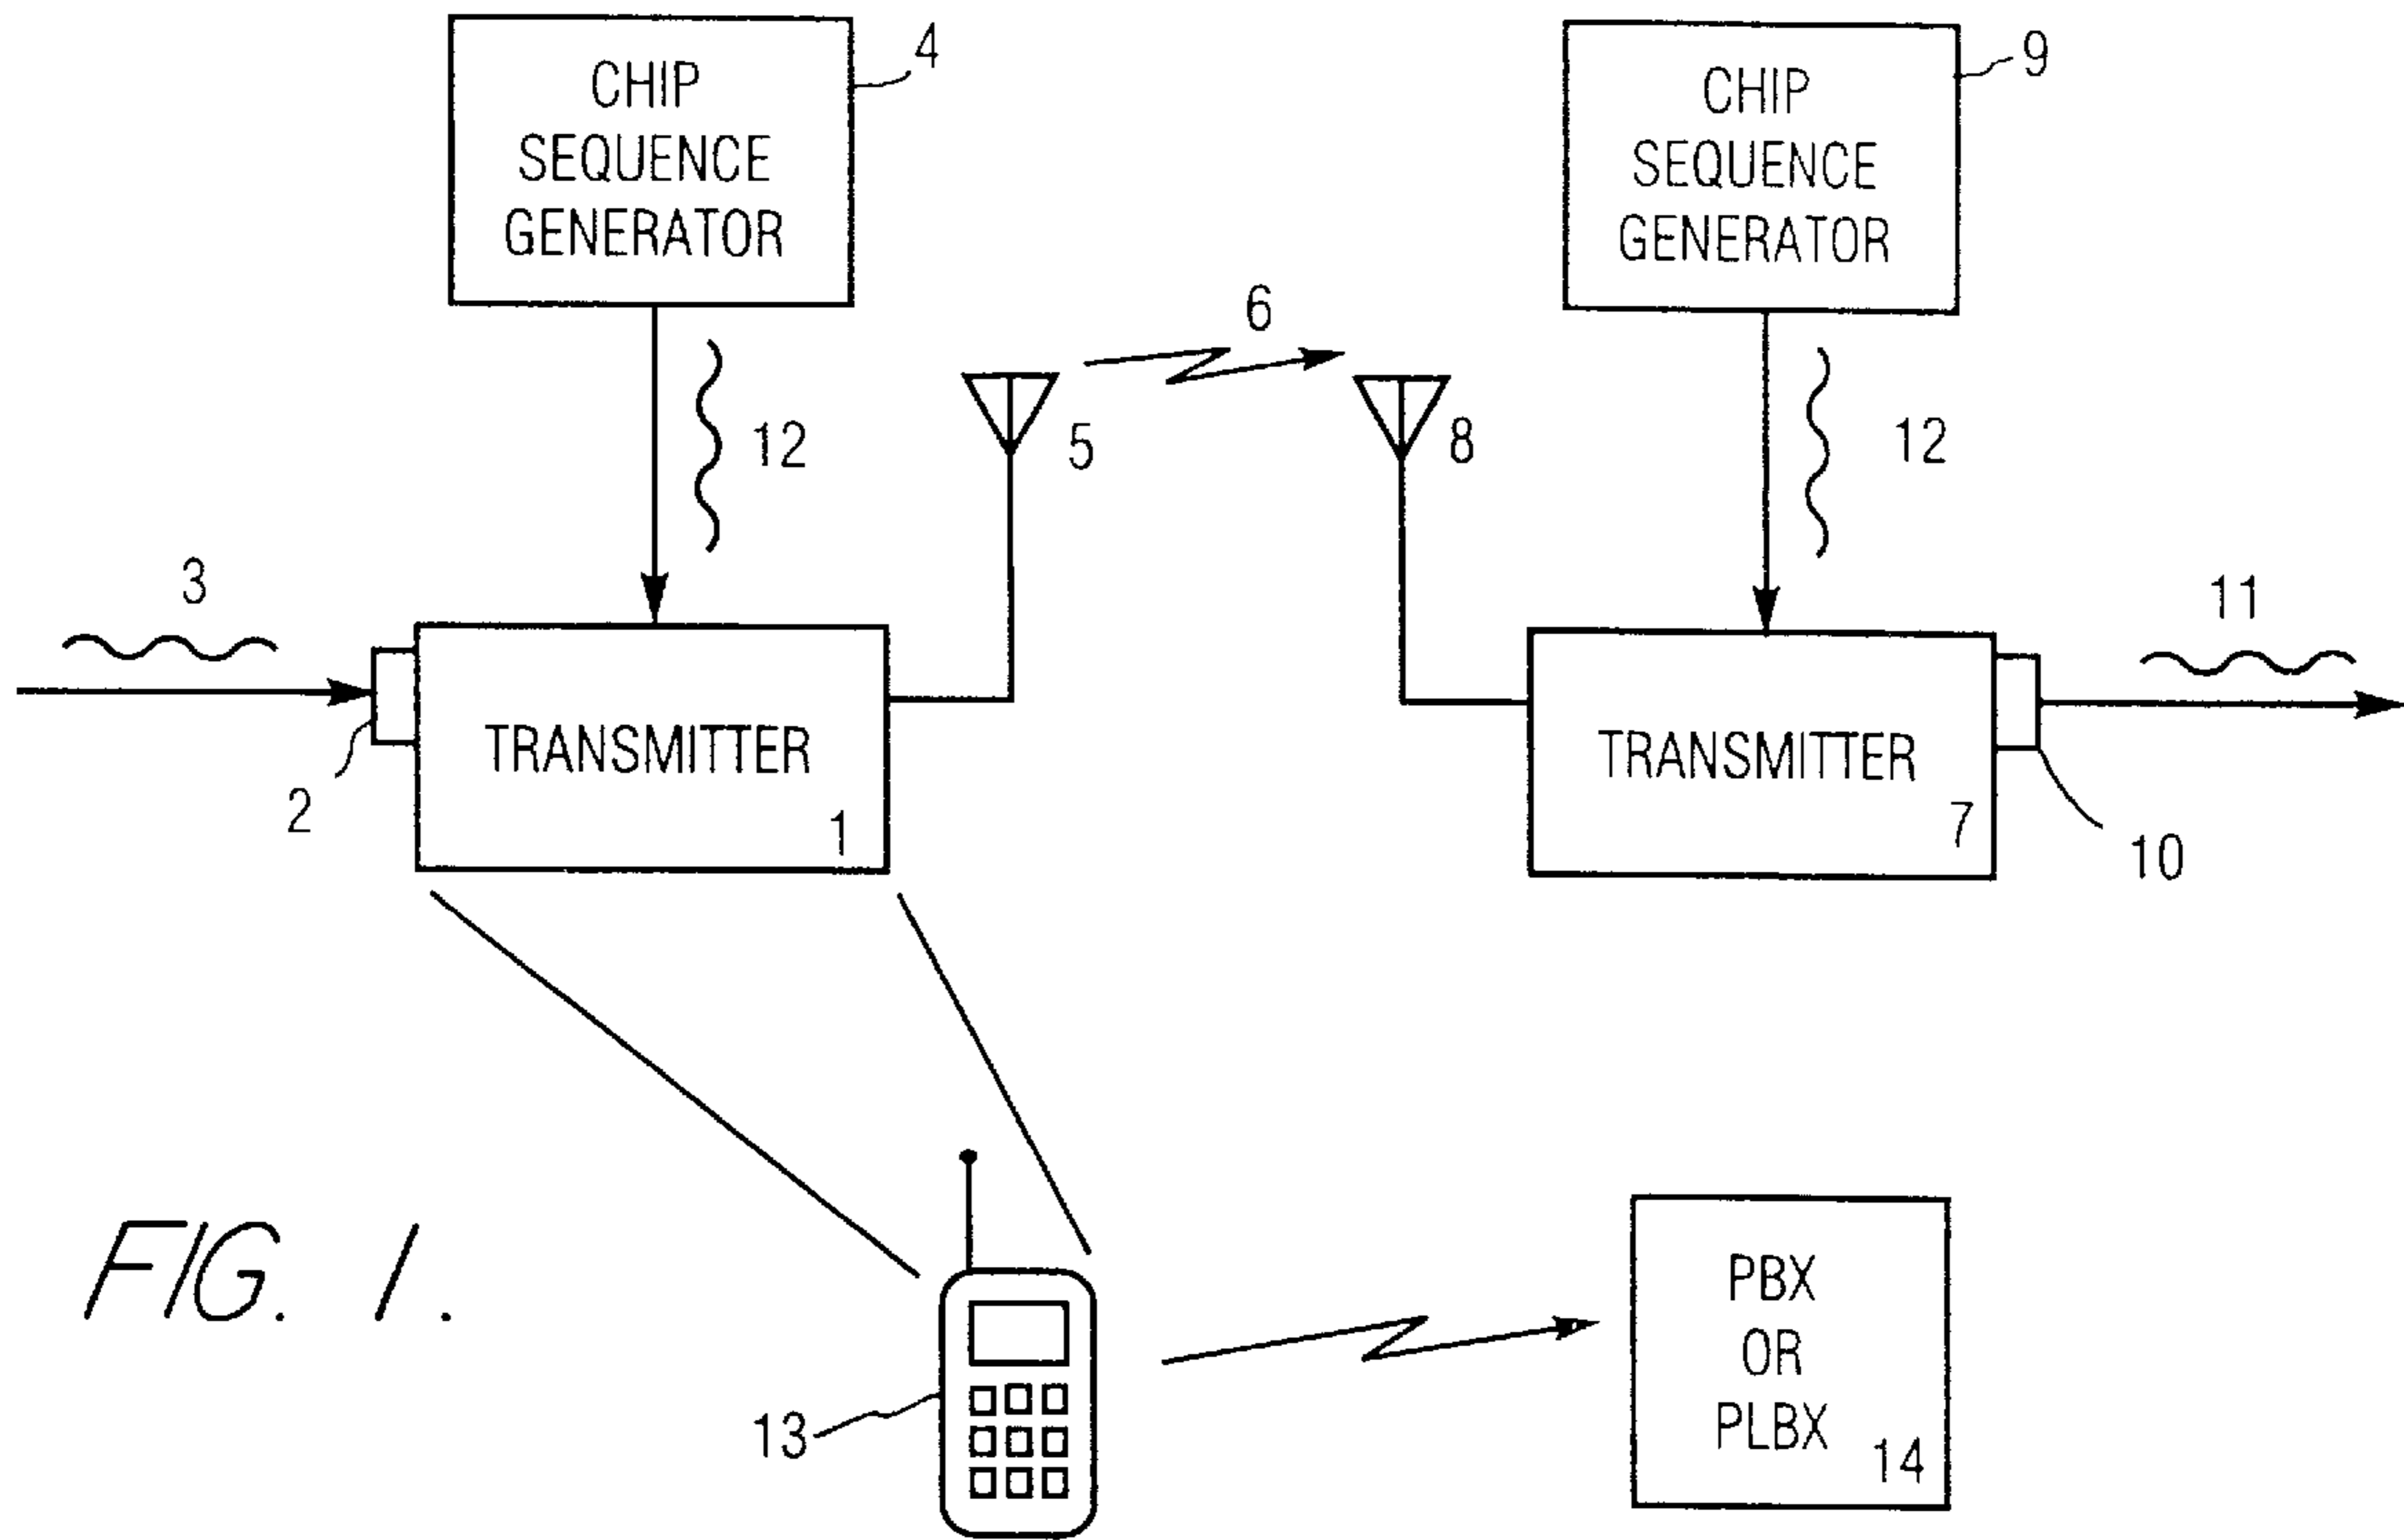 CHIP
SEQUENCE
GENERATOR
4
CHIP
SEQUENCE
GENERATOR
9
6
12
5
8
12
3
11
TRANSMITTER
1
2
TRANSMITTER
7
10
FIG. 1.
13
PBX
OR
PLBX
14